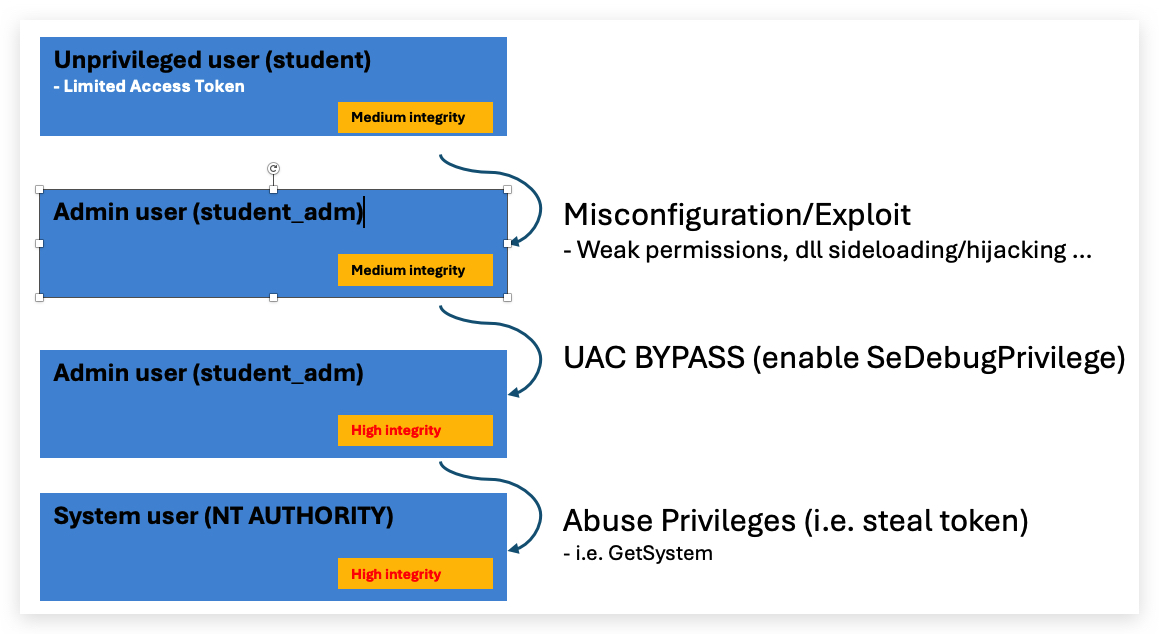 Unprivileged user (student)
- Limited Access Token
Medium integrity
Admin user (student_adm)
Medium integrity
Misconfiguration/Exploit
- Weak permissions, dll sideloading/hijacking ...
Admin user (student_adm)
High integrity
UAC BYPASS (enable SeDebugPrivilege)
System user (NT AUTHORITY)
High integrity
Abuse Privileges (i.e. steal token)
- i.e. GetSystem